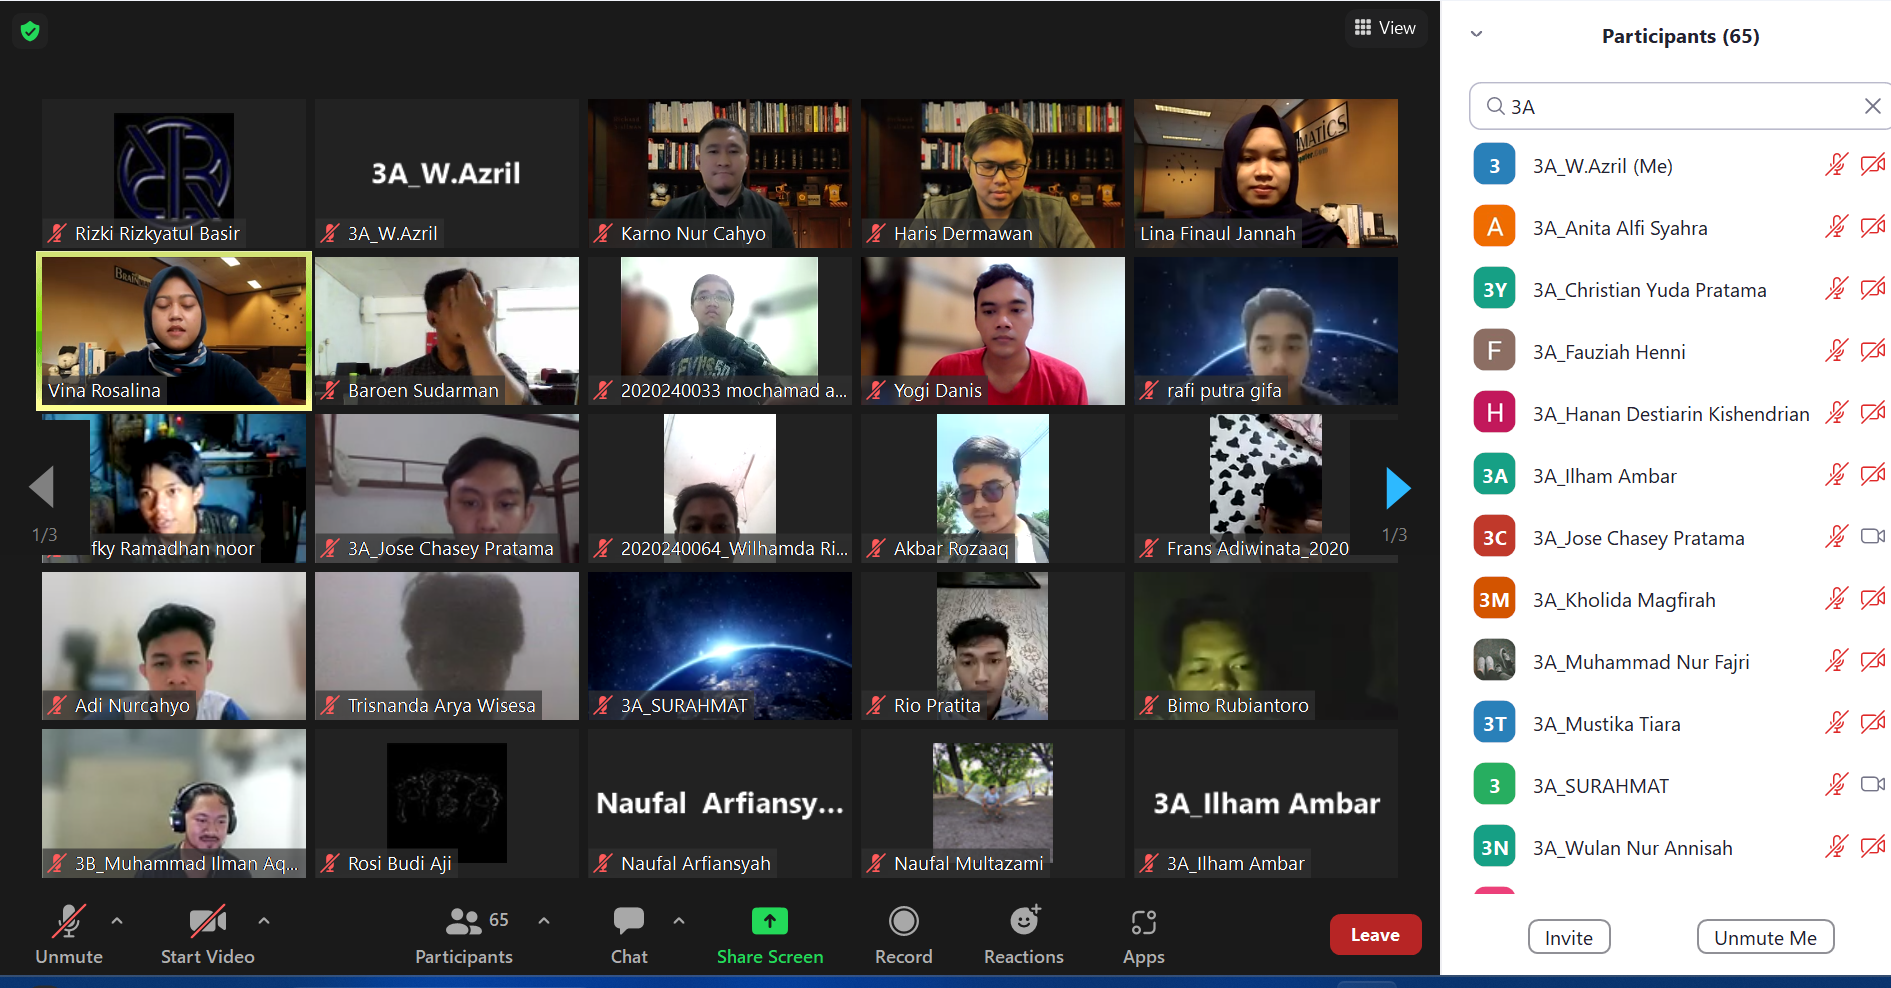 View
3A_W.Azril
Rizki Rizkyatul Basir
3A_W.Azril
Karno Nur Cahyo
Haris Dermawan
MATICS
Lina Finaul Jannah
BRAIN
Vina Rosalina
Baroen Sudarman
2020240033 mochamad a...
Yogi Danis
rafi putra gifa
1/3
fky Ramadhan noor
3A_Jose Chasey Pratama
2020240064_Wilhamda Ri...
Akbar Rozaaq
Frans Adiwinata_2020
1/3
Adi Nurcahyo
Trisnanda Arya Wisesa
3A_SURAHMAT
Rio Pratita
Bimo Rubiantoro
Naufal Arfiansy...
3A_Ilham Ambar
3B_Muhammad Ilman Aq...
Rosi Budi Aji
Naufal Arfiansyah
Naufal Multazami
3A_Ilham Ambar
Unmute
Start Video
65
Participants
Chat
Share Screen
Record
Reactions
Apps
Leave
Participants (65)
3A
3 3A_W.Azril (Me)
A 3A_Anita Alfi Syahra
3Y 3A_Christian Yuda Pratama
F 3A_Fauziah Henni
H 3A_Hanan Destiarin Kishendrian
3A 3A_Ilham Ambar
3C 3A_Jose Chasey Pratama
3M 3A_Kholida Magfirah
3A_Muhammad Nur Fajri
3T 3A_Mustika Tiara
3 3A_SURAHMAT
3N 3A_Wulan Nur Annisah
Invite
Unmute Me